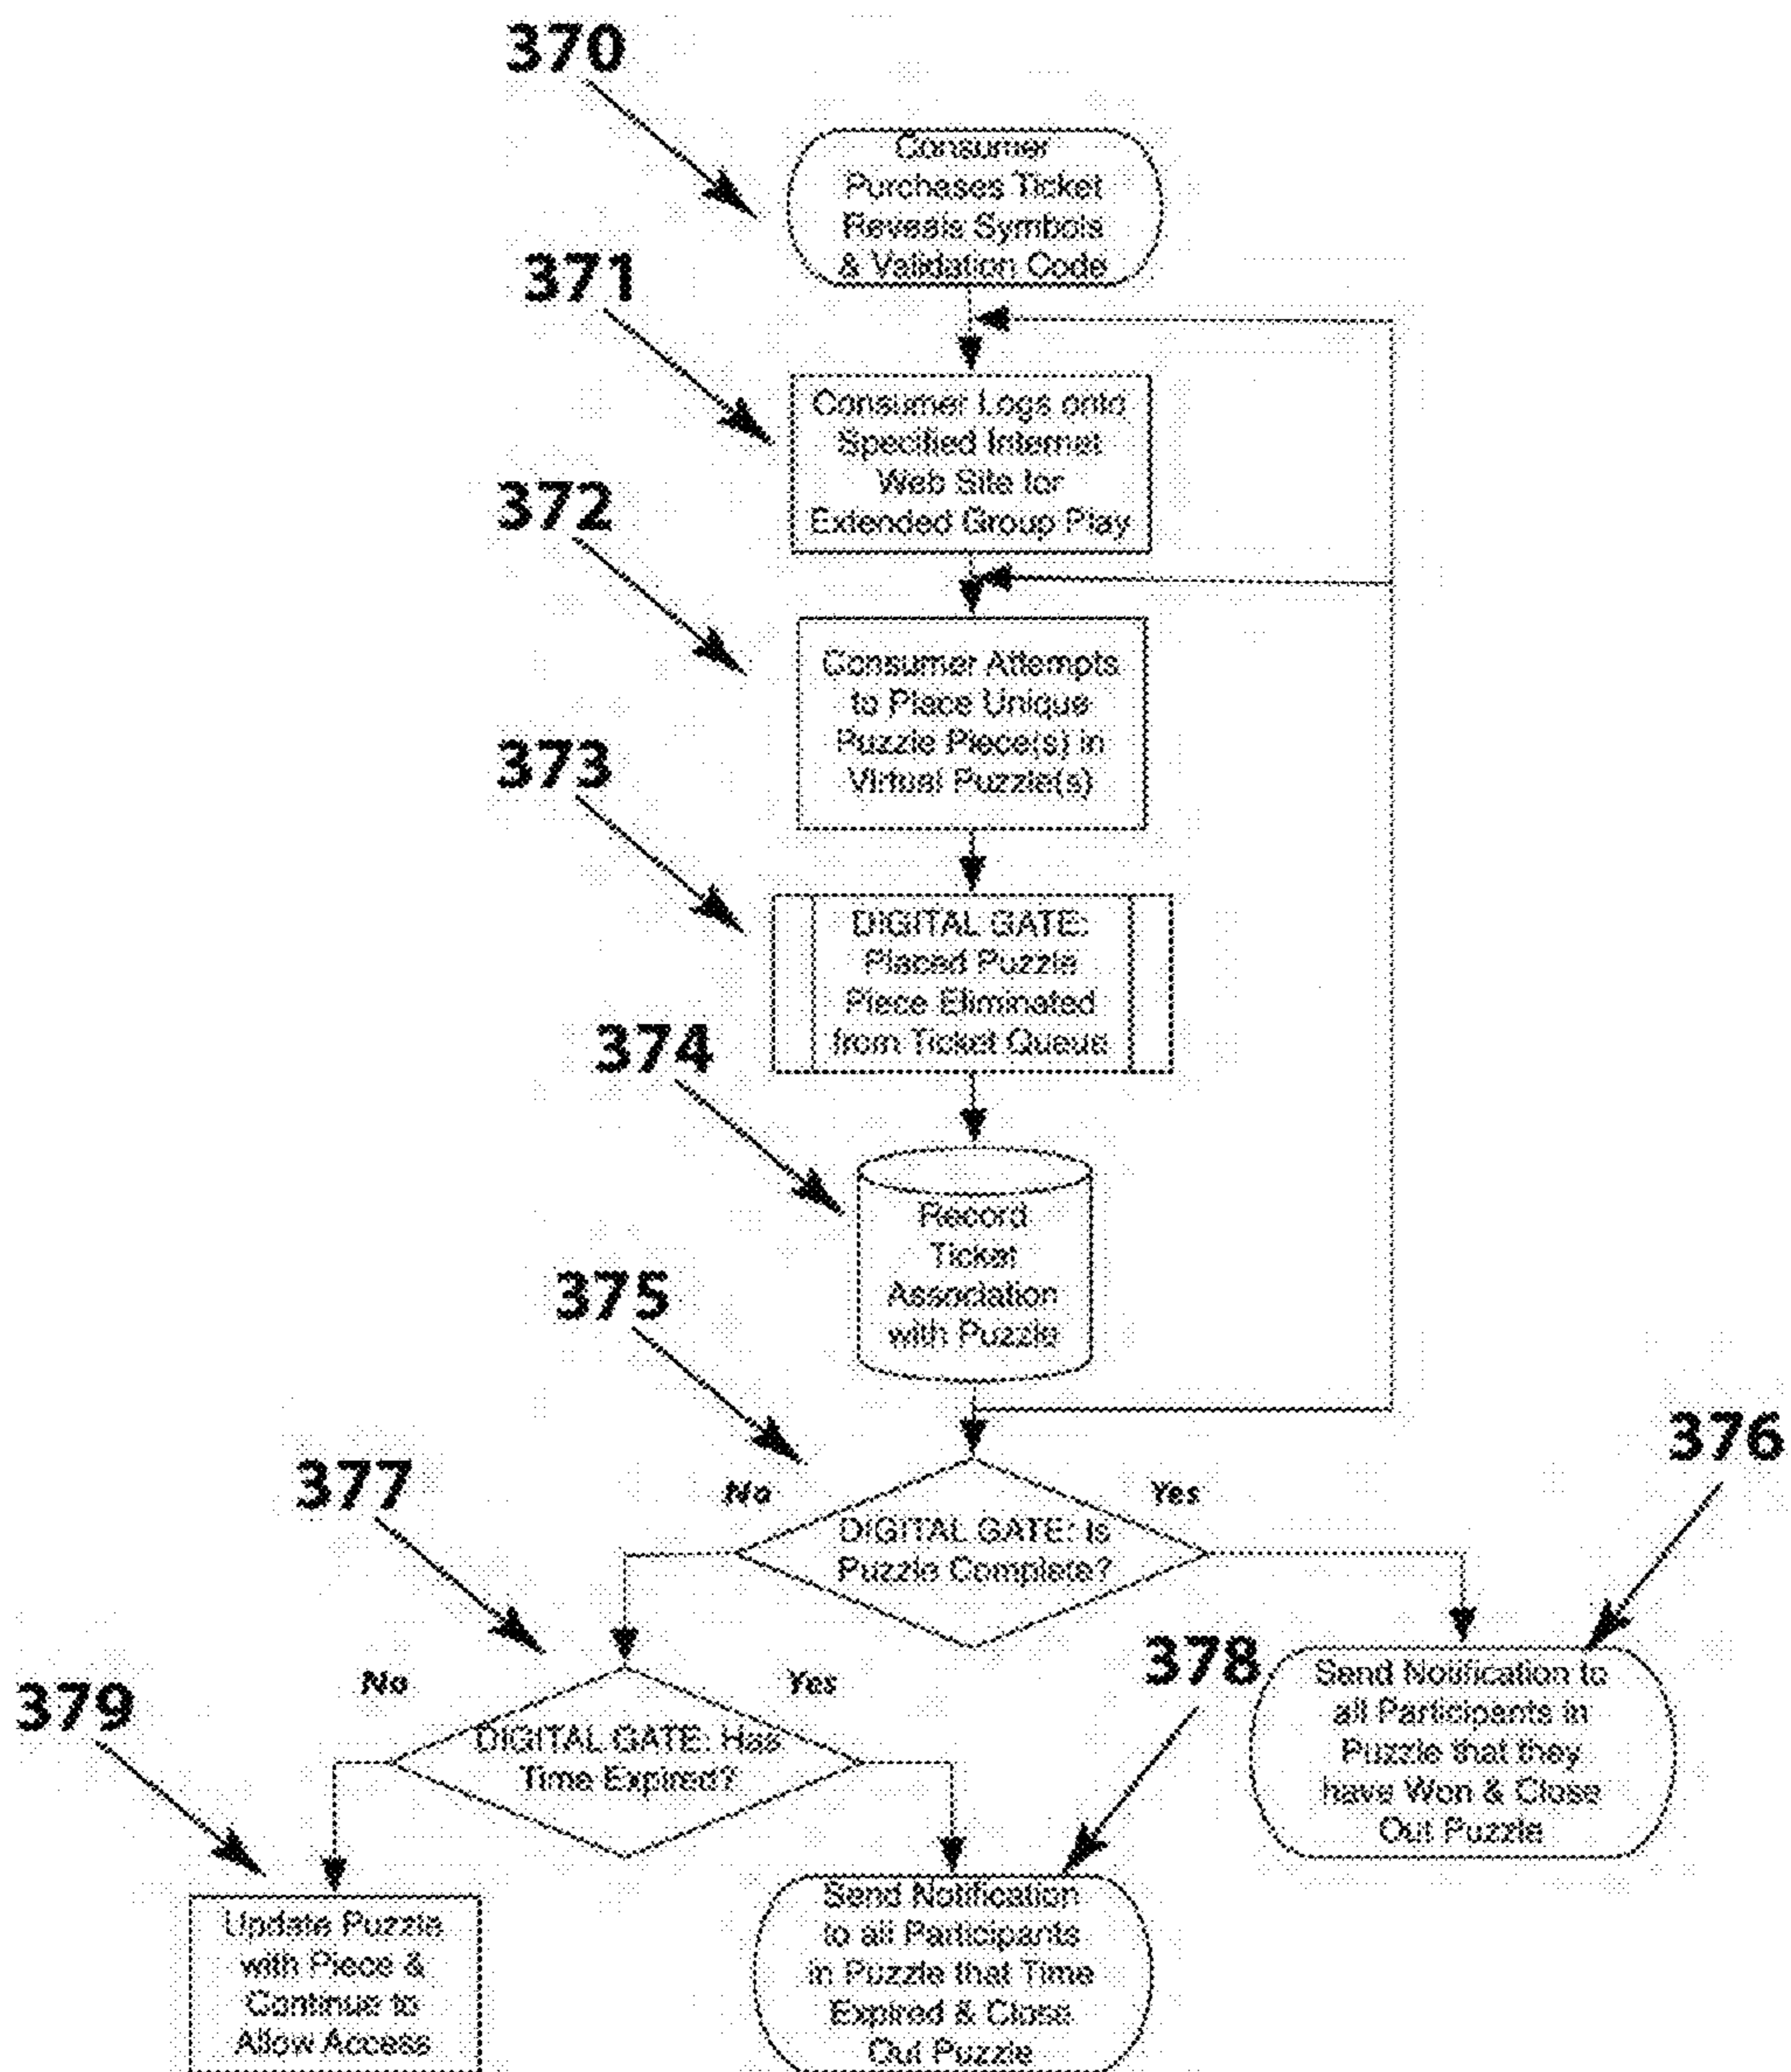 370
Consumer
Purchases Ticket
Reveals Symbols
& Validation Code
371
Consumer Logs onto
Specified Internet
Web Site for
Extended Group Play
372
Consumer Attempts
to Place Unique
Puzzle Piece(s) in
Virtual Puzzle(s)
373
DIGITAL GATE:
Placed Puzzle
Piece Eliminated
from Ticket Queue
374
Record
Ticket
Association
with Puzzle
375
No
Yes
DIGITAL GATE: Is
Puzzle Complete?
376
Send Notification to
all Participants in
Puzzle that they
have Won & Close
Out Puzzle
377
No
Yes
DIGITAL GATE: Has
Time Expired?
378
Send Notification
to all Participants
in Puzzle that Time
Expired & Close
Out Puzzle
379
Update Puzzle
with Piece &
Continue to
Allow Access